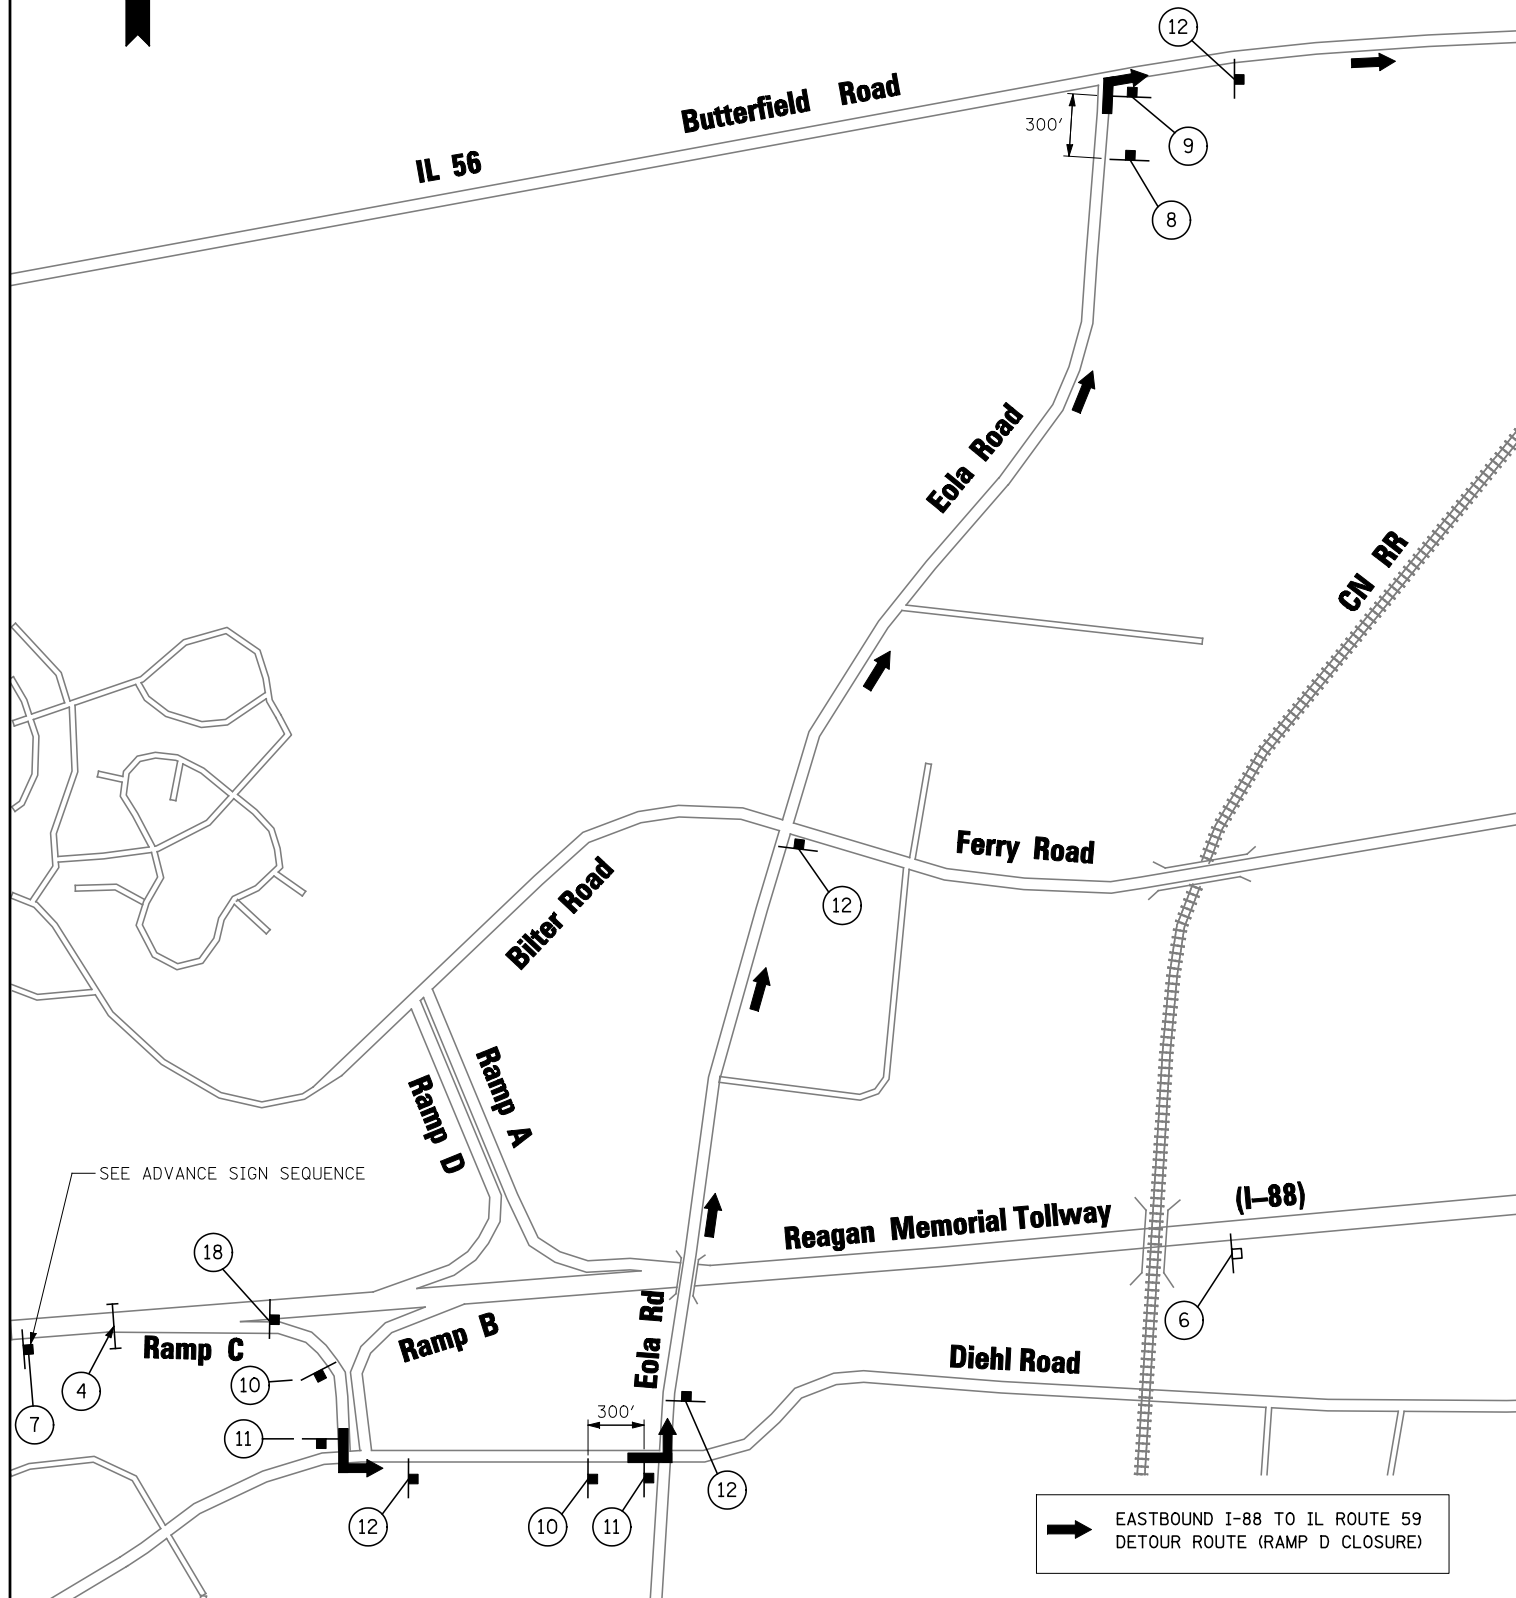 12
Butterfield Road
300'
9
IL 56
8
Eola Road
CN RR
Ferry Road
Bilter Road
12
Ramp A
Ramp D
SEE ADVANCE SIGN SEQUENCE
(I-88)
Reagan Memorial Tollway
18
6
Eola Rd
Ramp B
Ramp C
Diehl Road
10
4
7
300'
11
12
12
10
11
EASTBOUND I-88 TO IL ROUTE 59
DETOUR ROUTE (RAMP D CLOSURE)